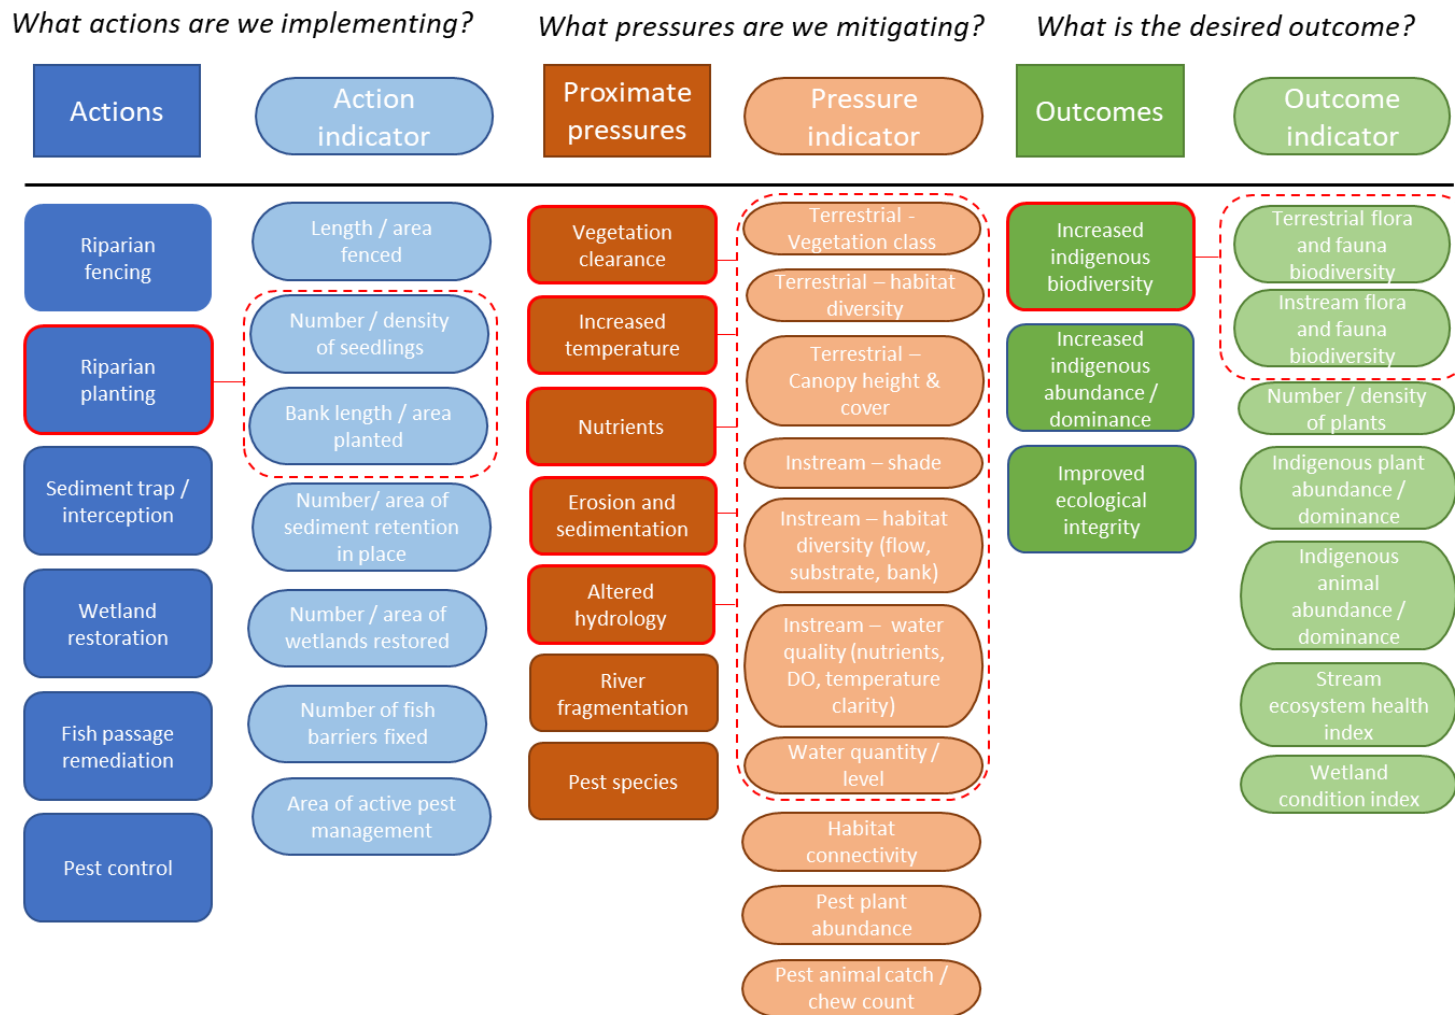 What actions are we implementing?
What pressures are we mitigating?
What is the desired outcome?
Actions
Action
indicator
Proximate
pressures
Pressure
indicator
Outcomes
Outcome
indicator
Riparian
fencing
Riparian
planting
Sediment trap /
interception
Wetland
restoration
Fish passage
remediation
Pest control
Length / area
fenced
Number / density
of seedlings
Bank length / area
planted
Number/ area of
sediment retention
in place
Number / area of
wetlands restored
Number of fish
barriers fixed
Area of active pest
management
Vegetation
clearance
Increased
temperature
Nutrients
Erosion and
sedimentation
Altered
hydrology
River
fragmentation
Pest species
Terrestrial -
Vegetation class
Terrestrial – habitat
diversity
Terrestrial –
Canopy height &
cover
Instream – shade
Instream – habitat
diversity (flow,
substrate, bank)
Instream –  water
quality (nutrients,
DO, temperature
clarity)
Water quantity /
level
Habitat
connectivity
Pest plant
abundance
Pest animal catch /
chew count
Increased
indigenous
biodiversity
Increased
indigenous
abundance /
dominance
Improved
ecological
integrity
Terrestrial flora
and fauna
biodiversity
Instream flora
and fauna
biodiversity
Number / density
of plants
Indigenous plant
abundance /
dominance
Indigenous
animal
abundance /
dominance
Stream
ecosystem health
index
Wetland
condition index